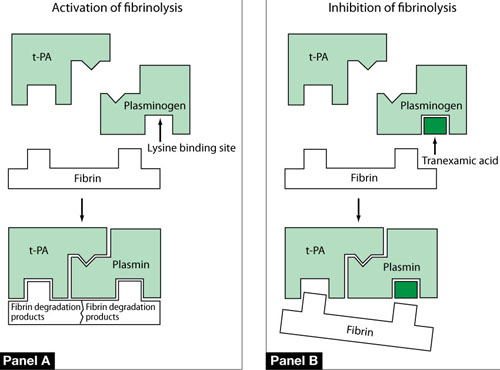 Activation of fibrinolysis
t-PA
Plasminogen
Lysine binding site
Fibrin
t-PA
Plasmin
Fibrin degradation
products
Fibrin degradation
products
Panel A
Inhibition of fibrinolysis
t-PA
Plasminogen
Tranexamic acid
Fibrin
t-PA
Plasmin
Fibrin
Panel B